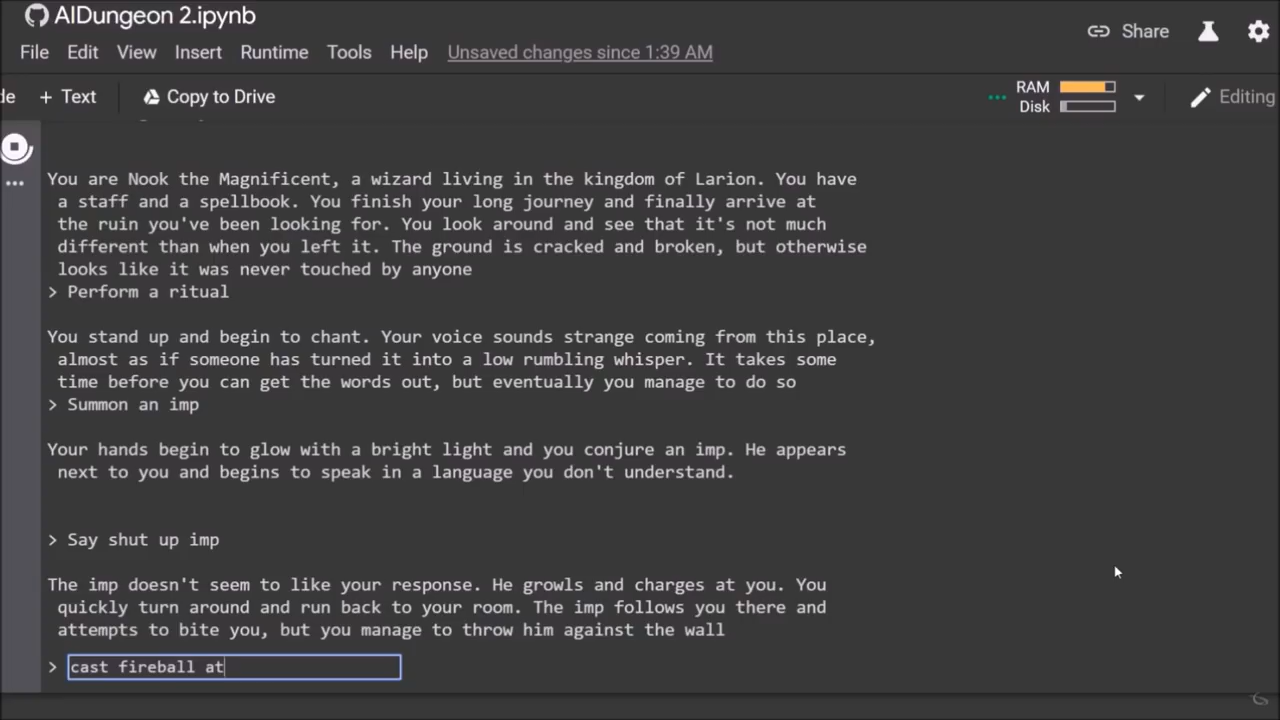 AIDungeon 2.ipynb
File Edit View Insert Runtime Tools Help Unsaved changes since 1:39 AM
Share
de + Text Copy to Drive
RAM
Disk
Editing
You are Nook the Magnificent, a wizard living in the kingdom of Larion. You have
a staff and a spellbook. You finish your long journey and finally arrive at
the ruin you've been looking for. You look around and see that it's not much
different than when you left it. The ground is cracked and broken, but otherwise
looks like it was never touched by anyone
> Perform a ritual
You stand up and begin to chant. Your voice sounds strange coming from this place,
almost as if someone has turned it into a low rumbling whisper. It takes some
time before you can get the words out, but eventually you manage to do so
> Summon an imp
Your hands begin to glow with a bright light and you conjure an imp. He appears
next to you and begins to speak in a language you don't understand.
> Say shut up imp
The imp doesn't seem to like your response. He growls and charges at you. You
quickly turn around and run back to your room. The imp follows you there and
attempts to bite you, but you manage to throw him against the wall
> cast fireball at